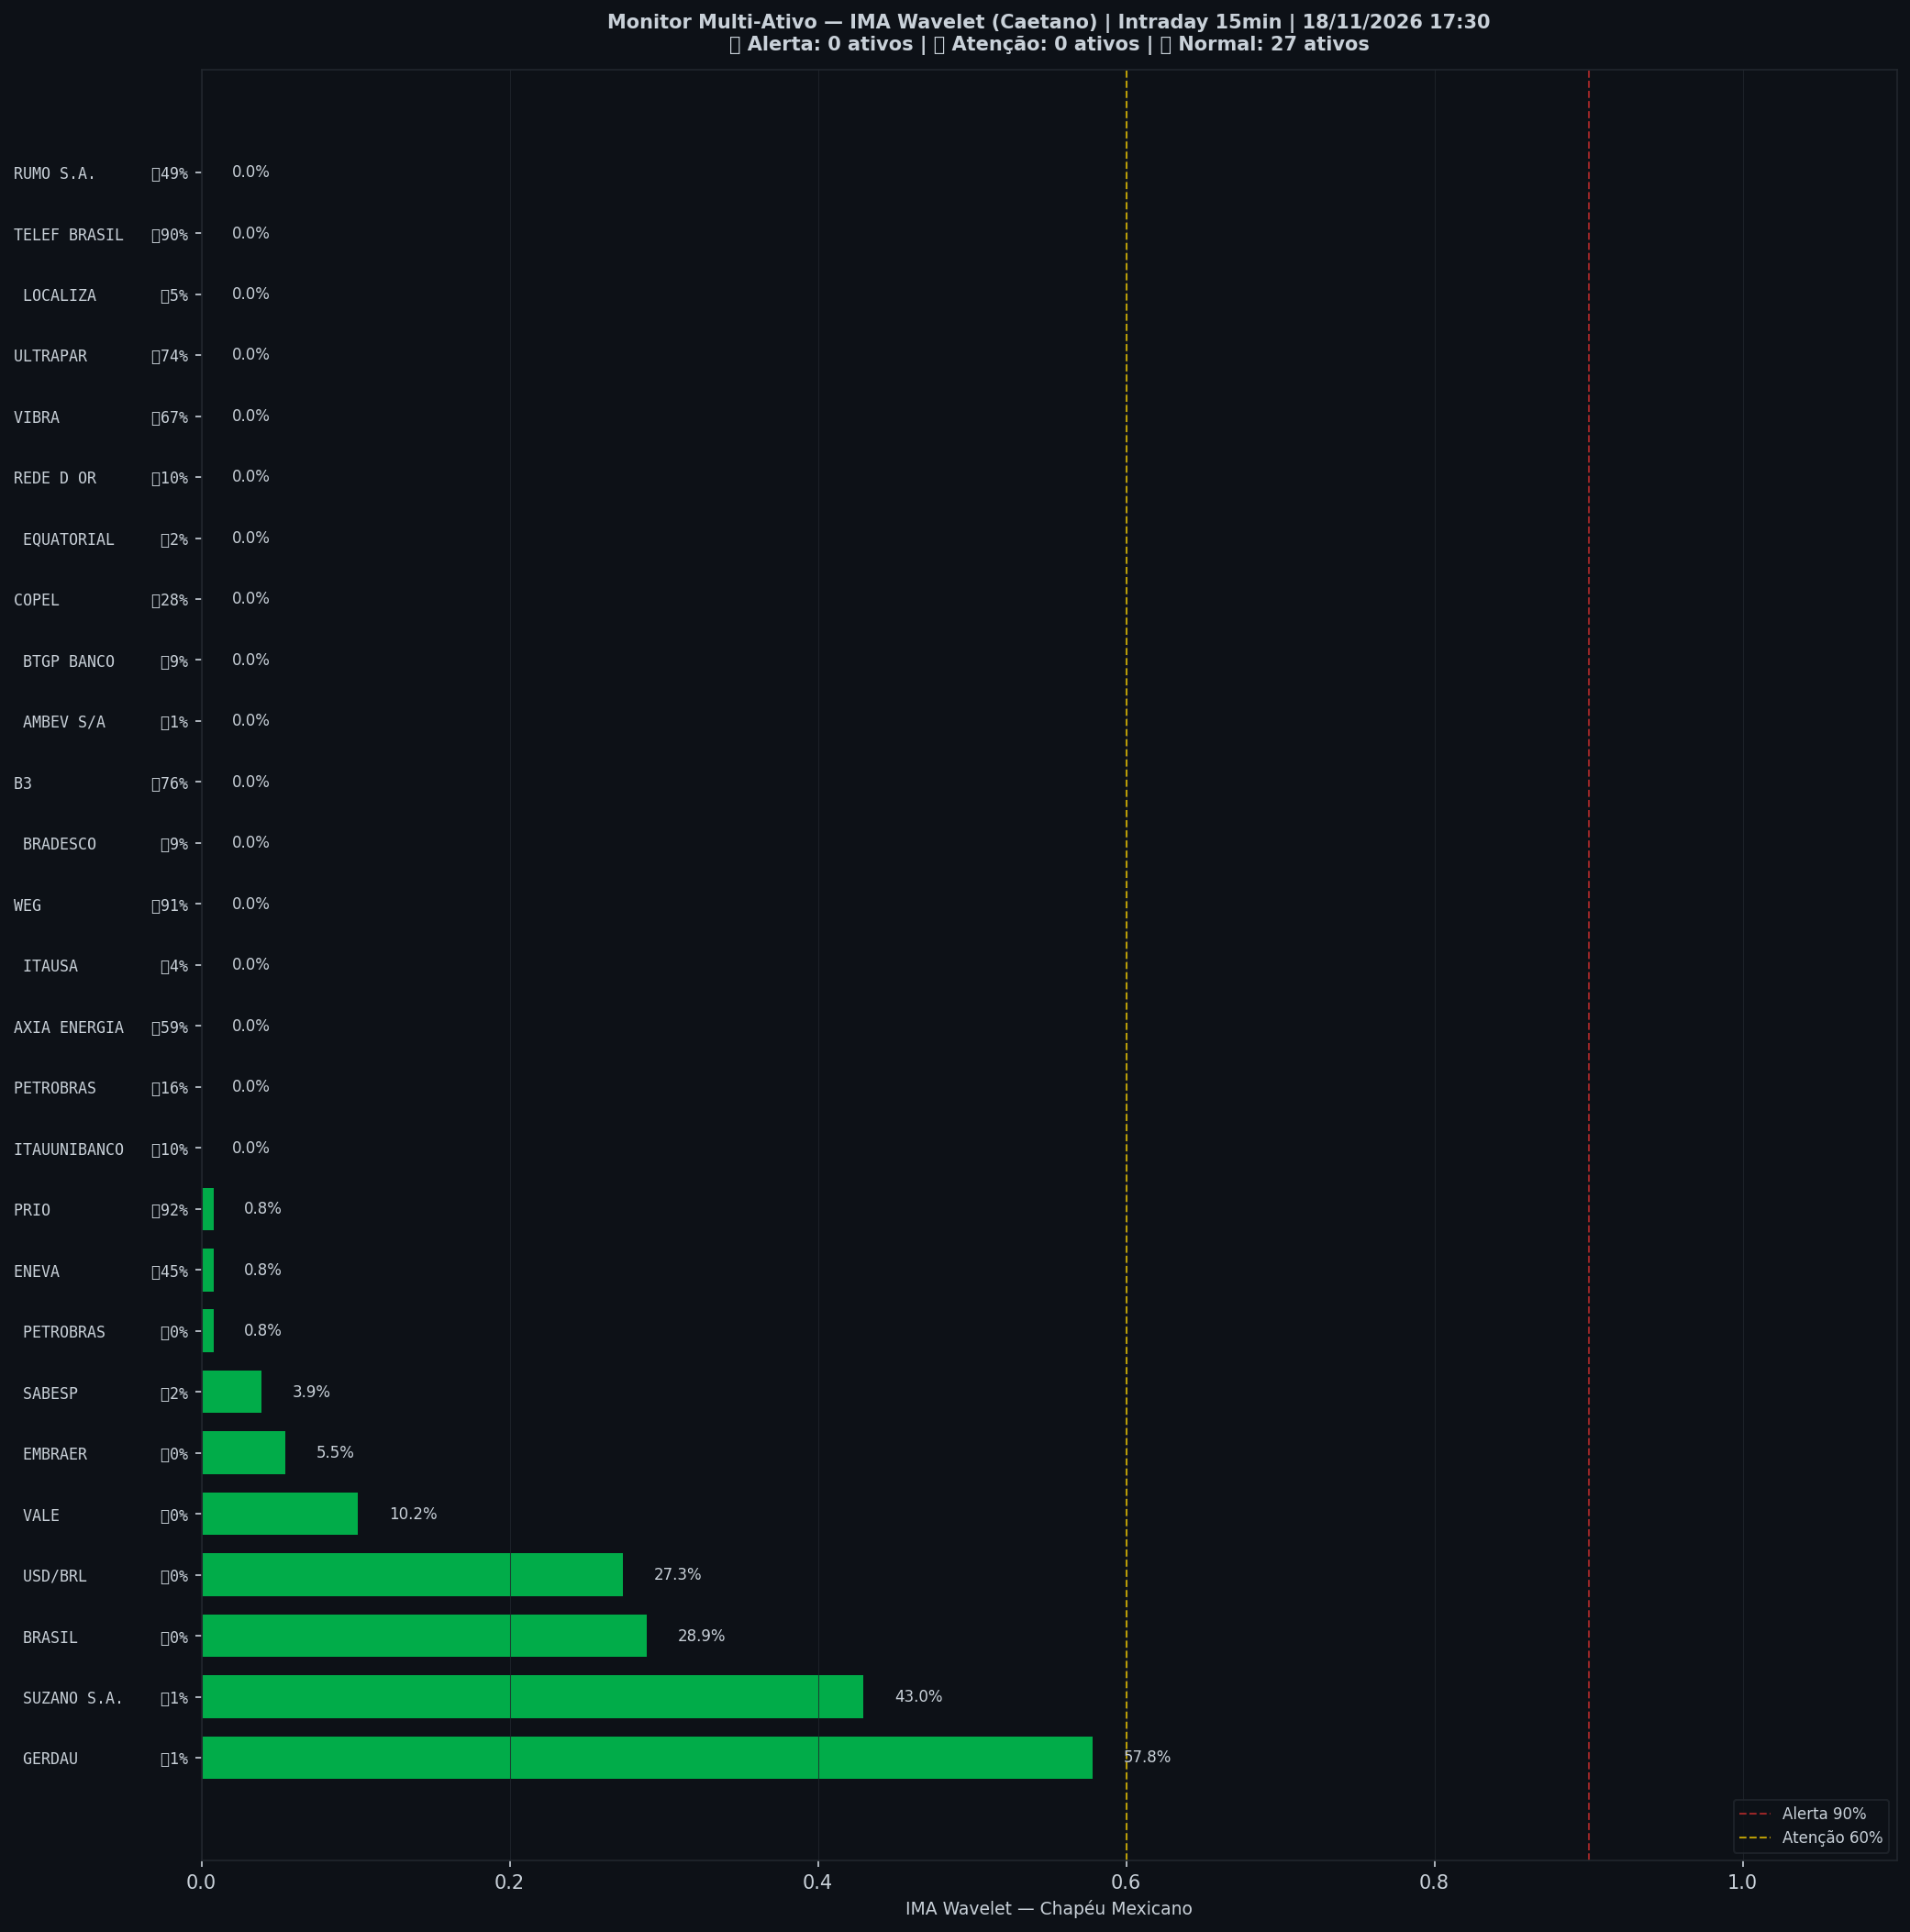 Monitor Multi-Ativo — IMA Wavelet (Caetano) | Intraday 15min | 18/11/2026 17:30
▯ Alerta: 0 ativos | ▯ Atenção: 0 ativos | ▯ Normal: 27 ativos
RUMO S.A. ▯49% 0.0%
TELEF BRASIL ▯90% 0.0%
LOCALIZA ▯5% 0.0%
ULTRAPAR ▯74% 0.0%
VIBRA ▯67% 0.0%
REDE D OR ▯10% 0.0%
EQUATORIAL ▯2% 0.0%
COPEL ▯28% 0.0%
BTGP BANCO ▯9% 0.0%
AMBEV S/A ▯1% 0.0%
B3 ▯76% 0.0%
BRADESCO ▯9% 0.0%
WEG ▯91% 0.0%
ITAUSA ▯4% 0.0%
AXIA ENERGIA ▯59% 0.0%
PETROBRAS ▯16% 0.0%
ITAUUNIBANCO ▯10% 0.0%
PRIO ▯92% 0.8%
ENEVA ▯45% 0.8%
PETROBRAS ▯0% 0.8%
SABESP ▯2% 3.9%
EMBRAER ▯0% 5.5%
VALE ▯0% 10.2%
USD/BRL ▯0% 27.3%
BRASIL ▯0% 28.9%
SUZANO S.A. ▯1% 43.0%
GERDAU ▯1% 57.8%
Alerta 90%
Atenção 60%
0.0 0.2 0.4 0.6 0.8 1.0
IMA Wavelet — Chapéu Mexicano